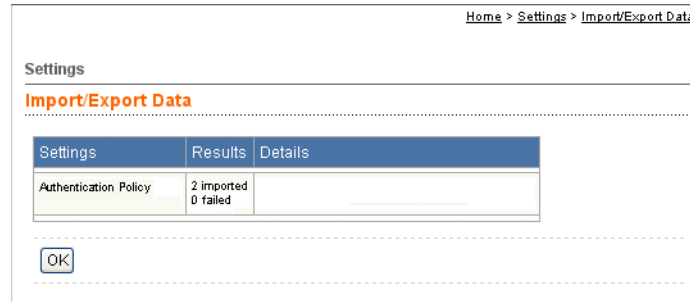 Home > Settings > Import/Export Data
Settings
Import/Export Data
Settings Results Details
Authentication Policy 2 imported
0 failed
OK